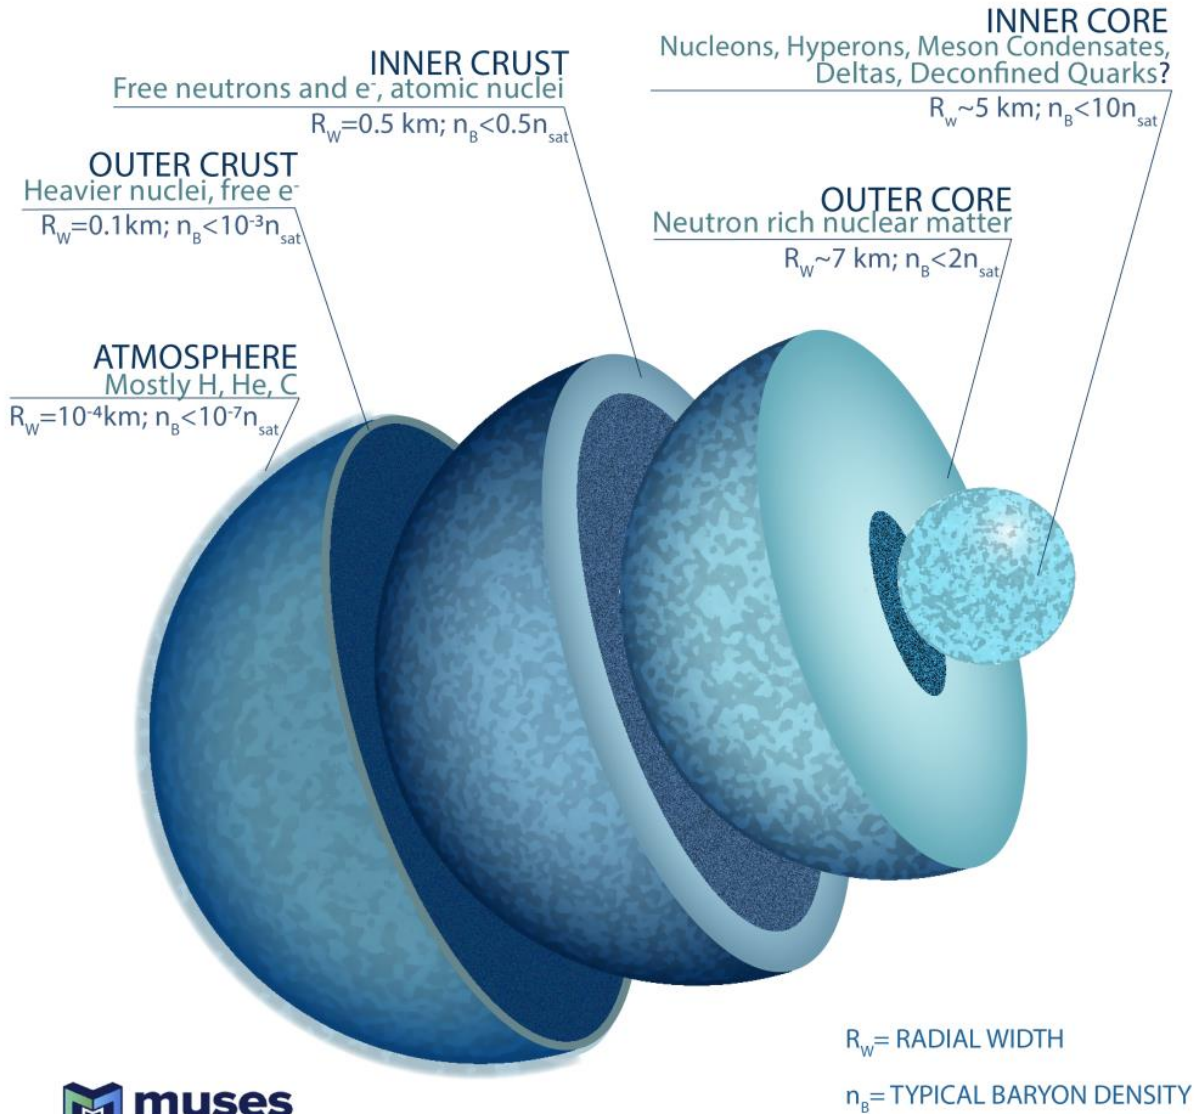 INNER CORE
Nucleons, Hyperons, Meson Condensates,
Deltas, Deconfined Quarks?
R_w~5 km; n_B<10n_sat
INNER CRUST
Free neutrons and e⁻, atomic nuclei
R_W=0.5 km; n_B<0.5n_sat
OUTER CRUST
Heavier nuclei, free e⁻
R_W=0.1km; n_B<10⁻³n_sat
OUTER CORE
Neutron rich nuclear matter
R_W~7 km; n_B<2n_sat
ATMOSPHERE
Mostly H, He, C
R_W=10⁻⁴km; n_B<10⁻⁷n_sat
R_W= RADIAL WIDTH
n_B= TYPICAL BARYON DENSITY
muses